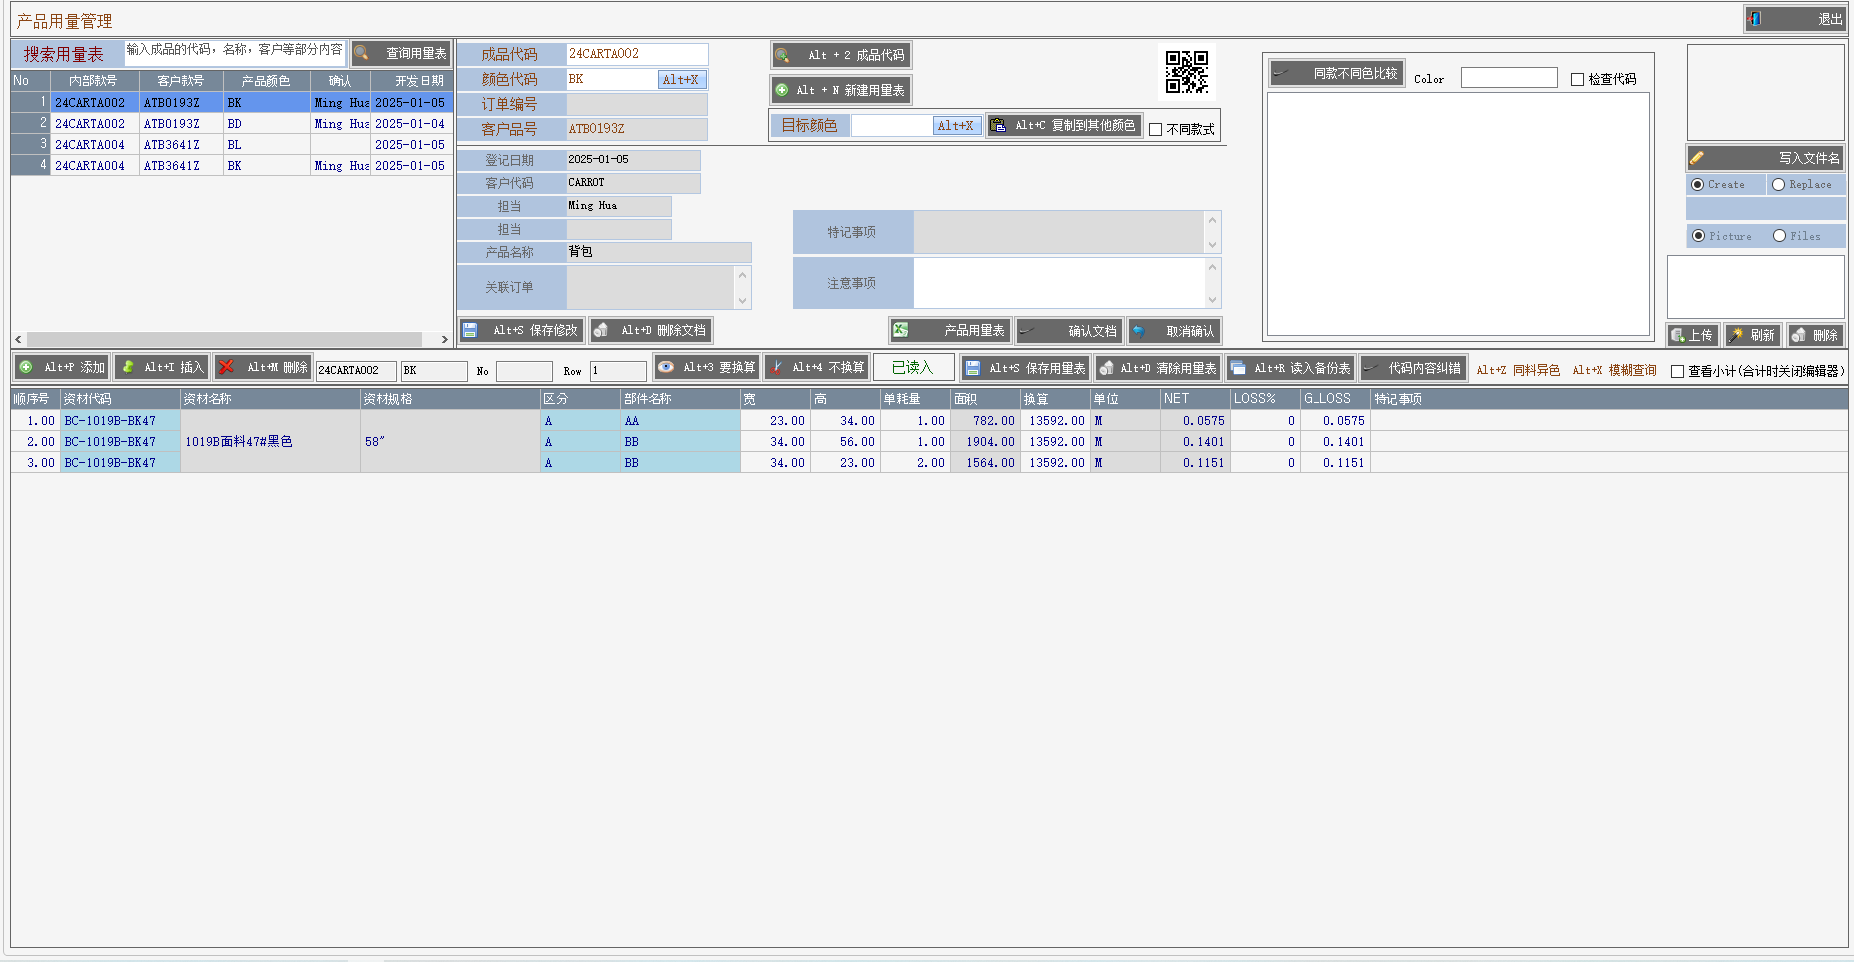 产品用量管理
退出
搜索用量表 输入成品的代码，名称，客户等部分内容 查询用量表
No 内部款号 客户款号 产品颜色 确认 开发日期
1 24CARTA002 ATB0193Z BK Ming Hua 2025-01-05
2 24CARTA002 ATB0193Z BD Ming Hua 2025-01-04
3 24CARTA004 ATB3641Z BL 2025-01-05
4 24CARTA004 ATB3641Z BK Ming Hua 2025-01-05
成品代码 24CARTA002
颜色代码 BK Alt+X
订单编号
客户品号 ATB0193Z
Alt + 2 成品代码
Alt + N 新建用量表
目标颜色 Alt+X Alt+C 复制到其他颜色 不同款式
登记日期 2025-01-05
客户代码 CARROT
担当 Ming Hua
担当
产品名称 背包
关联订单
特记事项
注意事项
Alt+S 保存修改 Alt+D 删除文档
产品用量表 确认文档 取消确认
同款不同色比较 Color 检查代码
写入文件名
Create Replace
Picture Files
上传 刷新 删除
Alt+P 添加 Alt+I 插入 Alt+M 删除 24CARTA002 BK No Row 1 Alt+3 要换算 Alt+4 不换算 已读入 Alt+S 保存用量表 Alt+D 清除用量表 Alt+R 读入备份表 代码内容纠错 Alt+Z 同料异色 Alt+X 模糊查询 查看小计(合计时关闭编辑器)
顺序号 资材代码 资材名称 资材规格 区分 部件名称 宽 高 单耗量 面积 换算 单位 NET LOSS% G_LOSS 特记事项
1.00 BC-1019B-BK47 A AA 23.00 34.00 1.00 782.00 13592.00 M 0.0575 0 0.0575
2.00 BC-1019B-BK47 1019B面料47#黑色 58″ A BB 34.00 56.00 1.00 1904.00 13592.00 M 0.1401 0 0.1401
3.00 BC-1019B-BK47 A BB 34.00 23.00 2.00 1564.00 13592.00 M 0.1151 0 0.1151